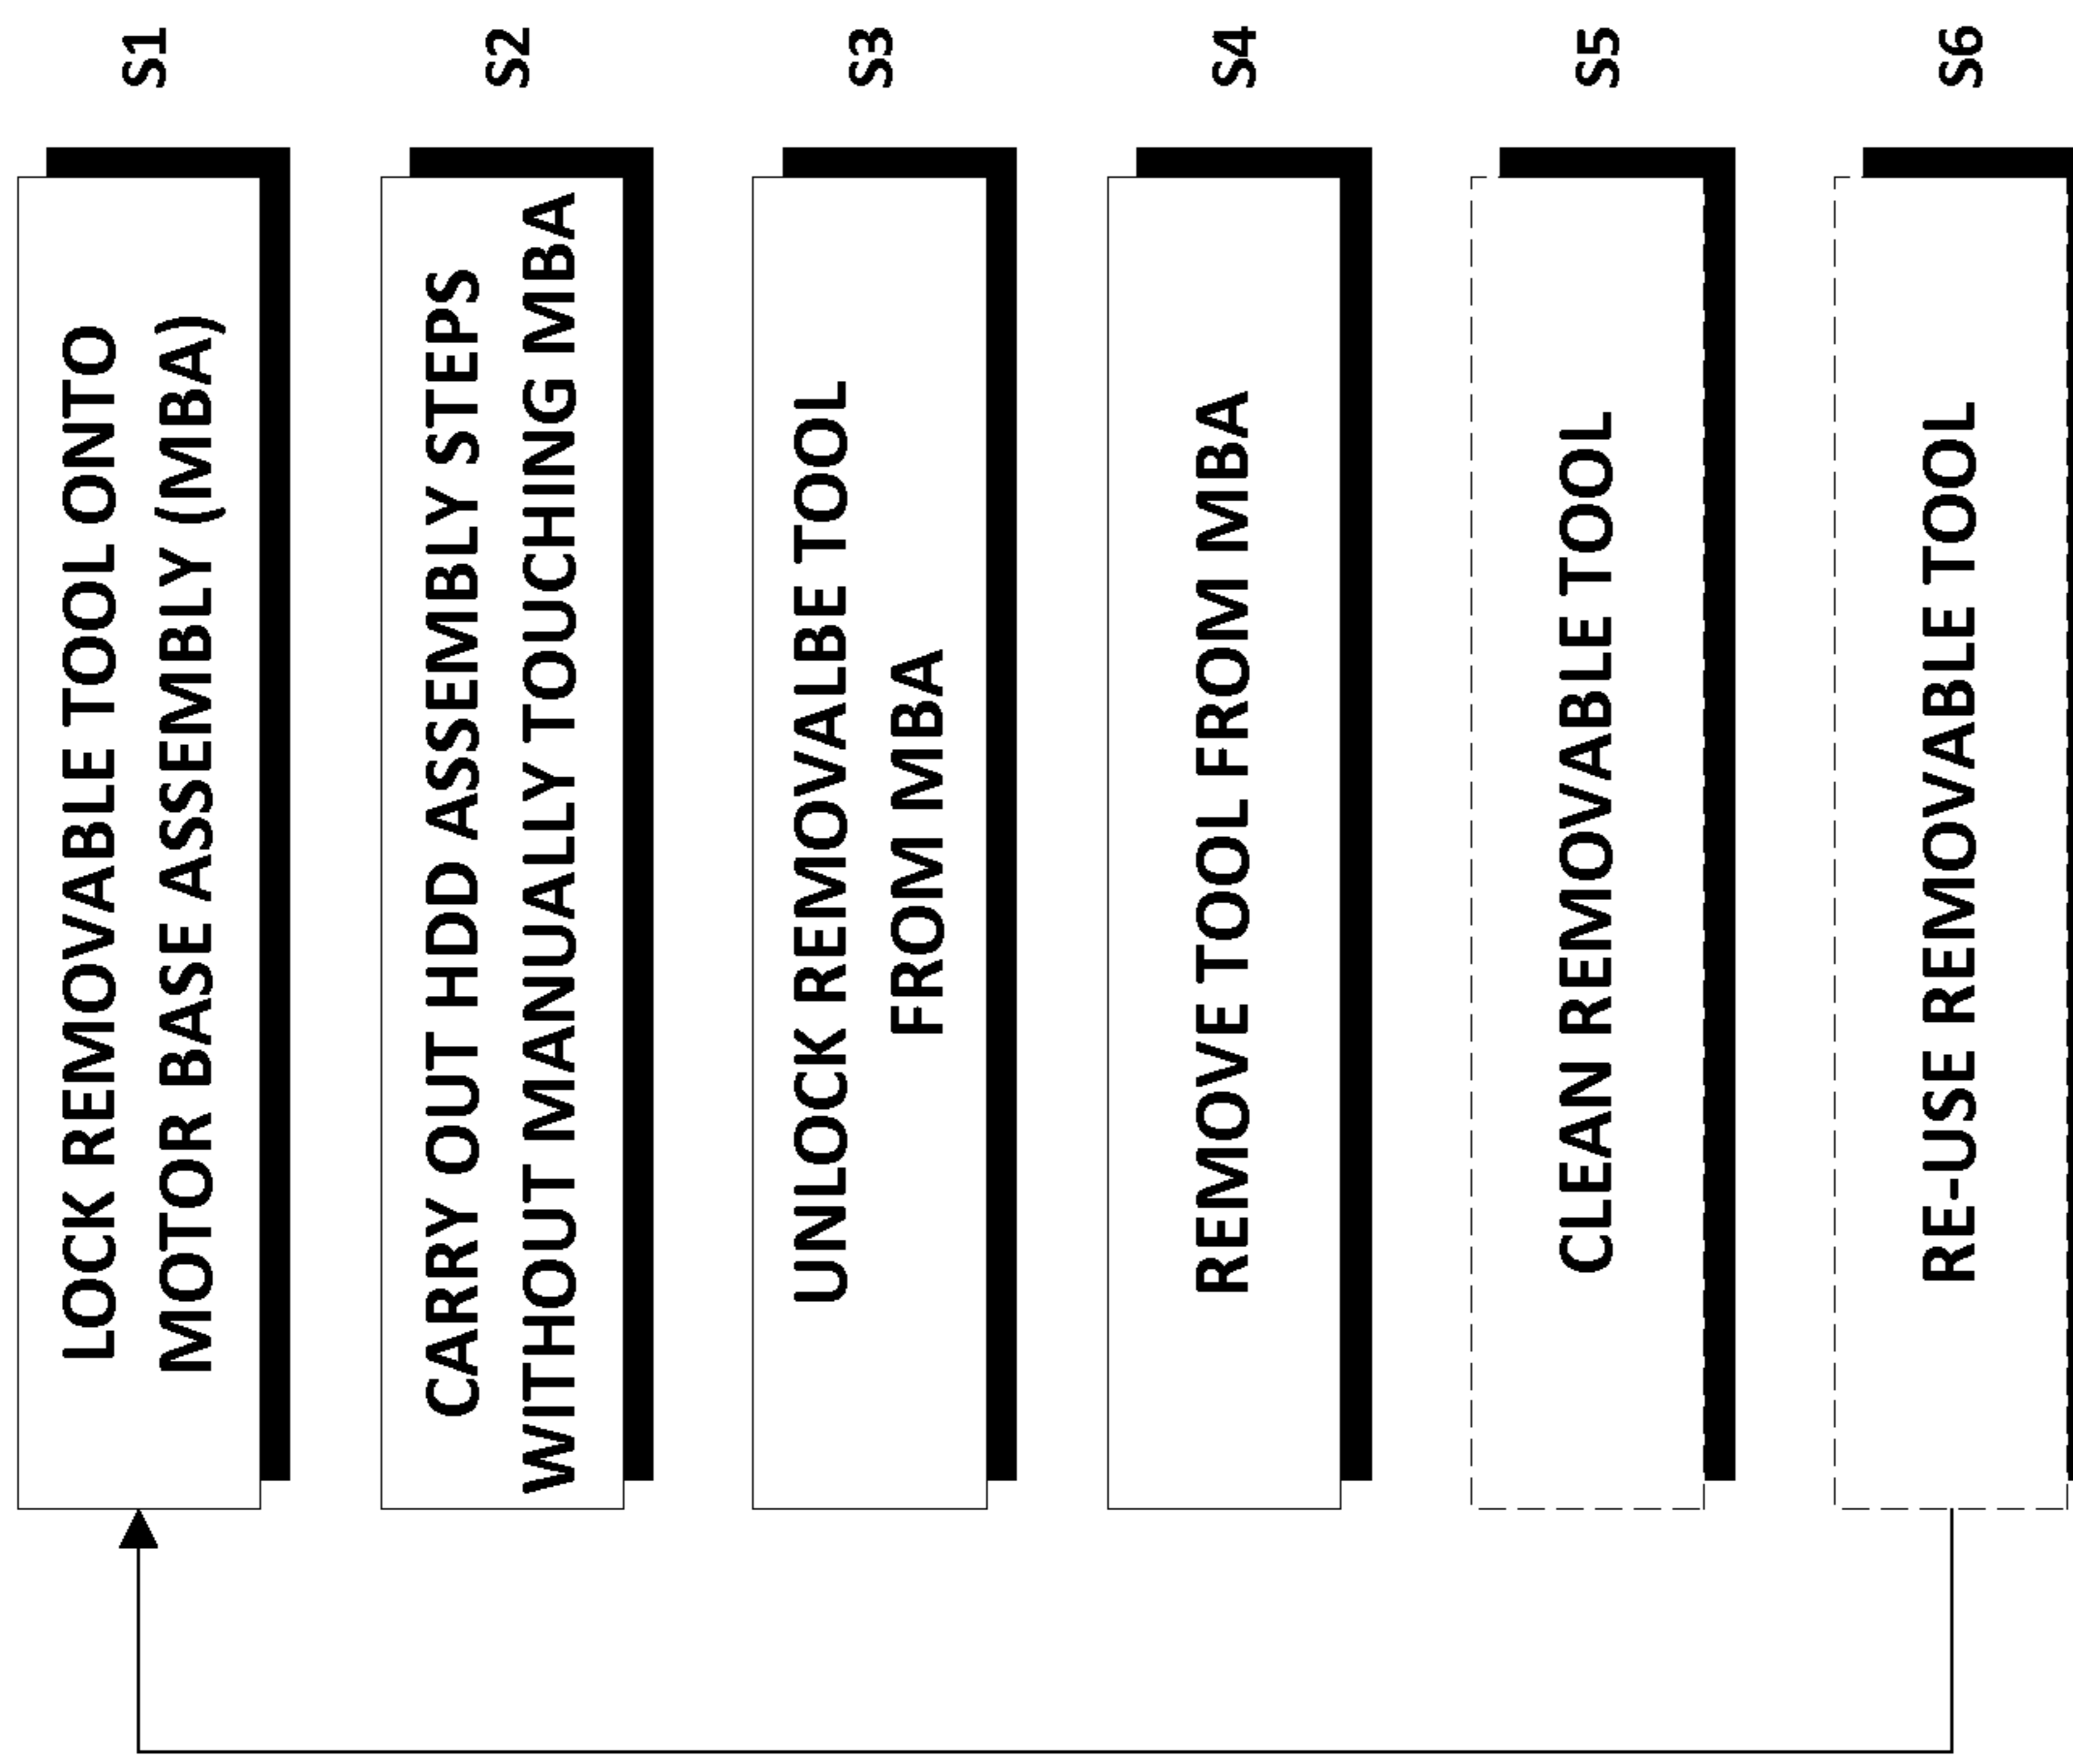 LOCK REMOVABLE TOOL ONTO
MOTOR BASE ASSEMBLY (MBA)
S1
CARRY OUT HDD ASSEMBLY STEPS
WITHOUT MANUALLY TOUCHING MBA
S2
UNLOCK REMOVALBE TOOL
FROM MBA
S3
REMOVE TOOL FROM MBA
S4
CLEAN REMOVABLE TOOL
S5
RE-USE REMOVABLE TOOL
S6